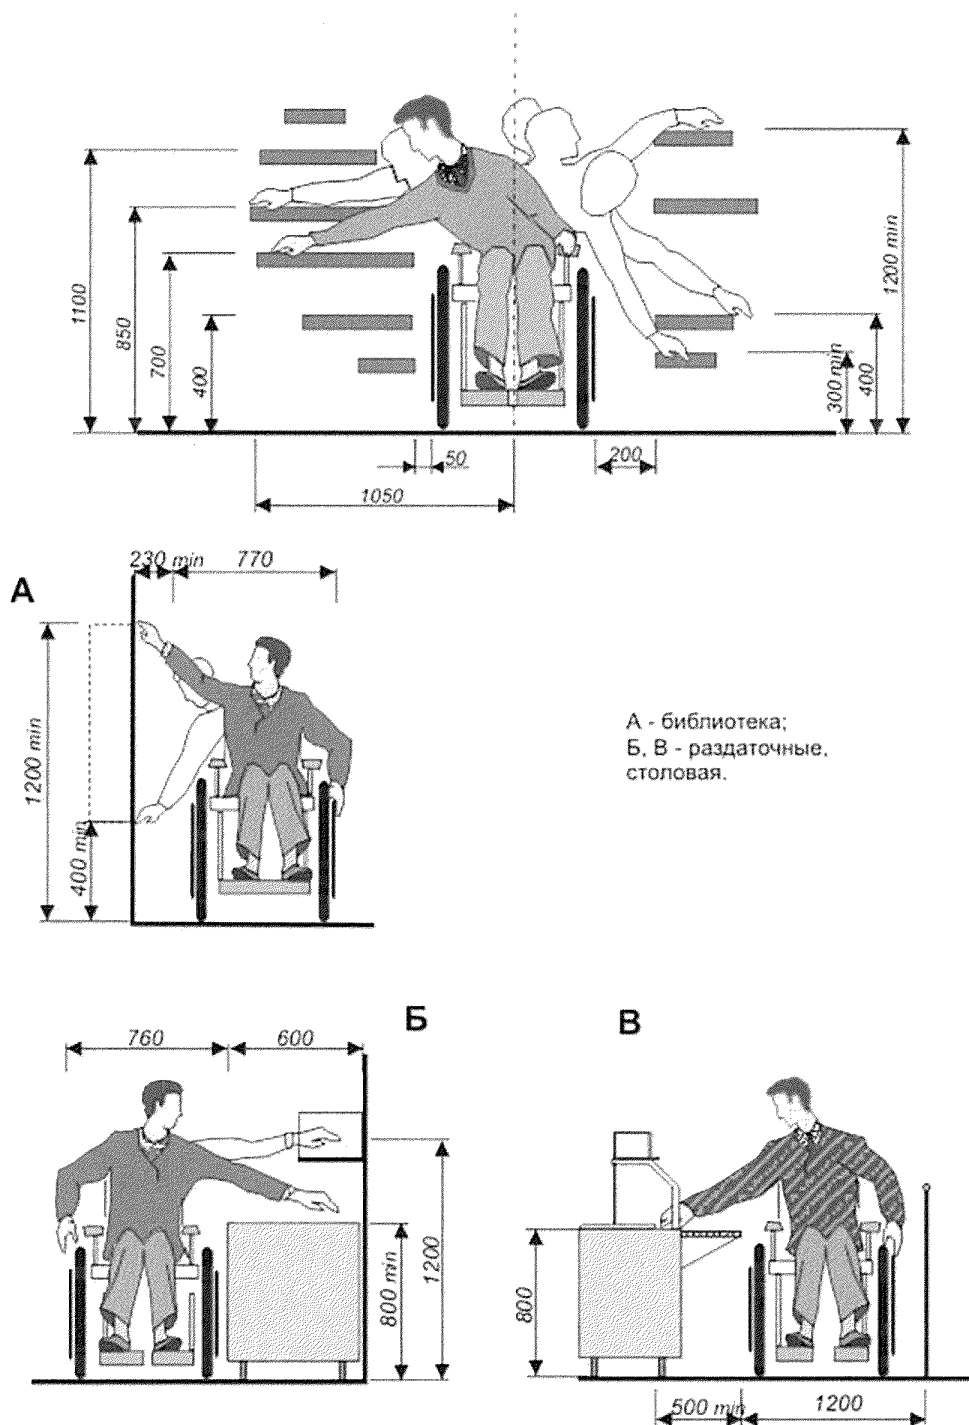 1100
850
700
400
50
1050
200
300 min
400
1200 min
А
230 min
770
1200 min
400 min
А - библиотека;
Б, В - раздаточные,
столовая.
Б
760
600
800 min
1200
В
800
500 min
1200